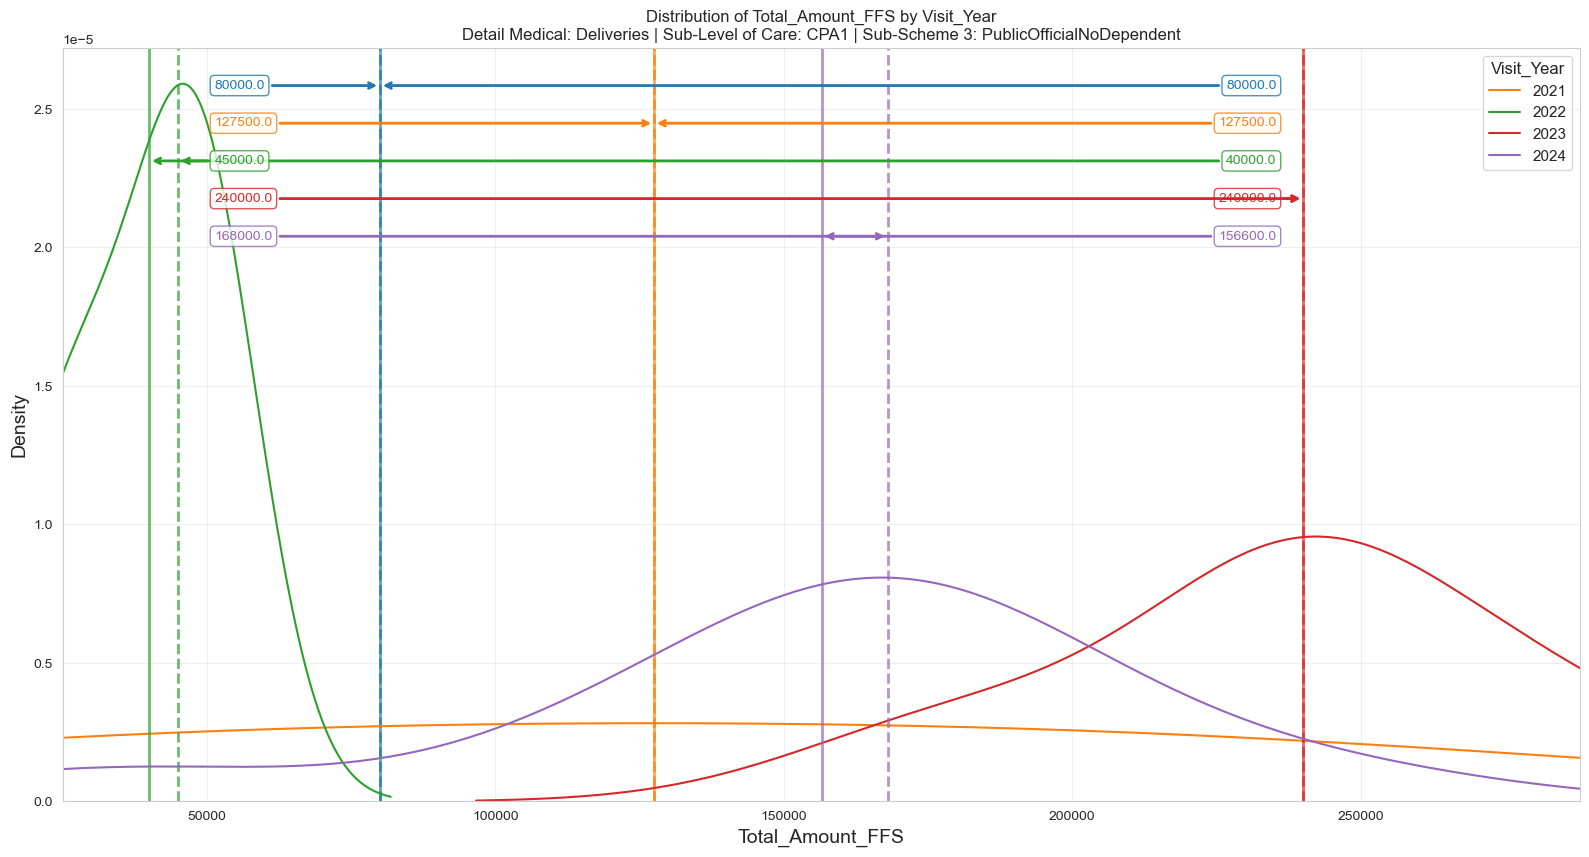 Distribution of Total_Amount_FFS by Visit_Year
Detail Medical: Deliveries | Sub-Level of Care: CPA1 | Sub-Scheme 3: PublicOfficialNoDependent
1e−5
Visit_Year
2021
2022
2023
2024
80000.0 80000.0
127500.0 127500.0
45000.0 40000.0
240000.0 240000.0
168000.0 156600.0
2.5
2.0
1.5
1.0
0.5
0.0
Density
50000 100000 150000 200000 250000
Total_Amount_FFS